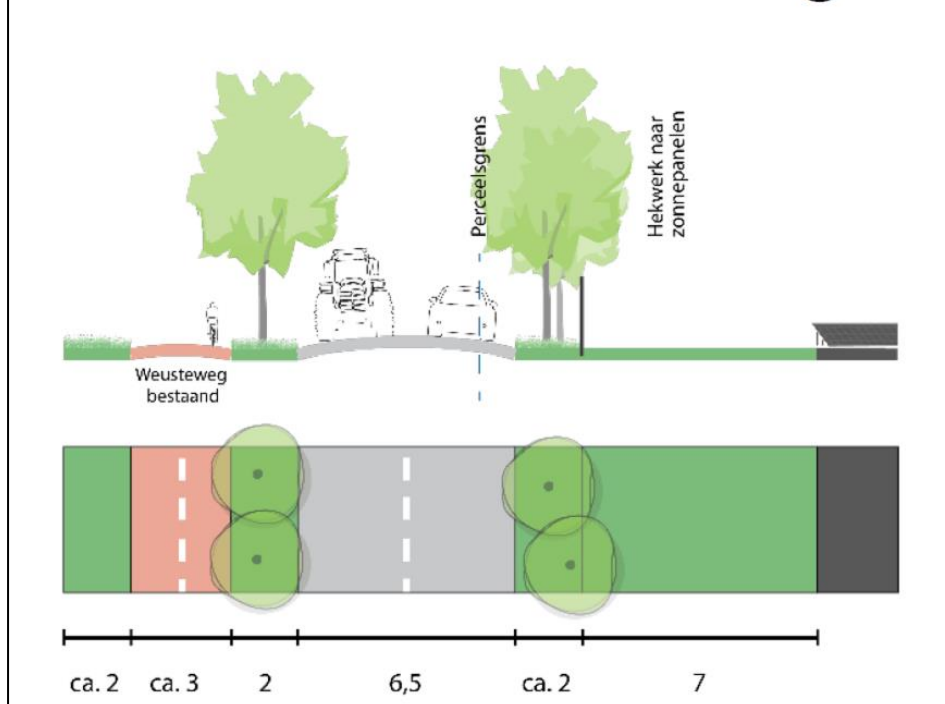 Perceelsgrens
Hekwerk naar
zonnepanelen
Weusteweg
bestaand
ca. 2 ca. 3 2 6,5 ca. 2 7